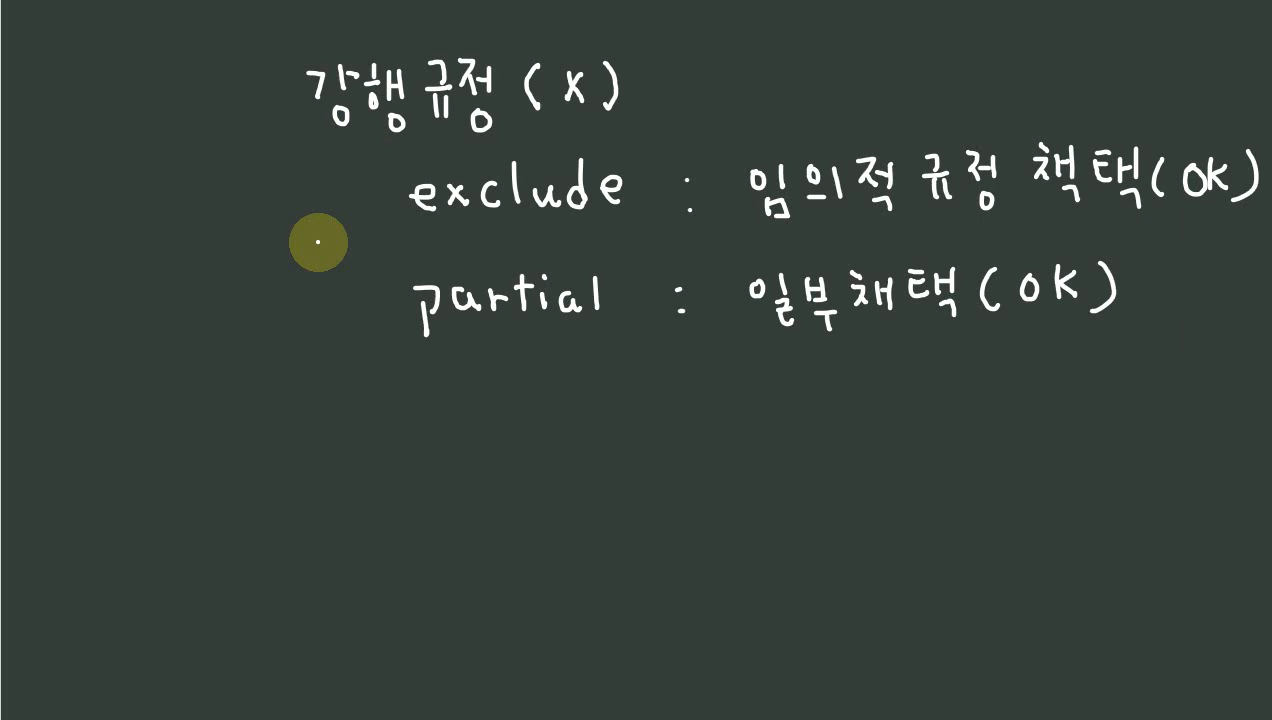 강행규정 (X)
exclude : 임의적 규정 책택(OK)
partial : 일부채택(OK)